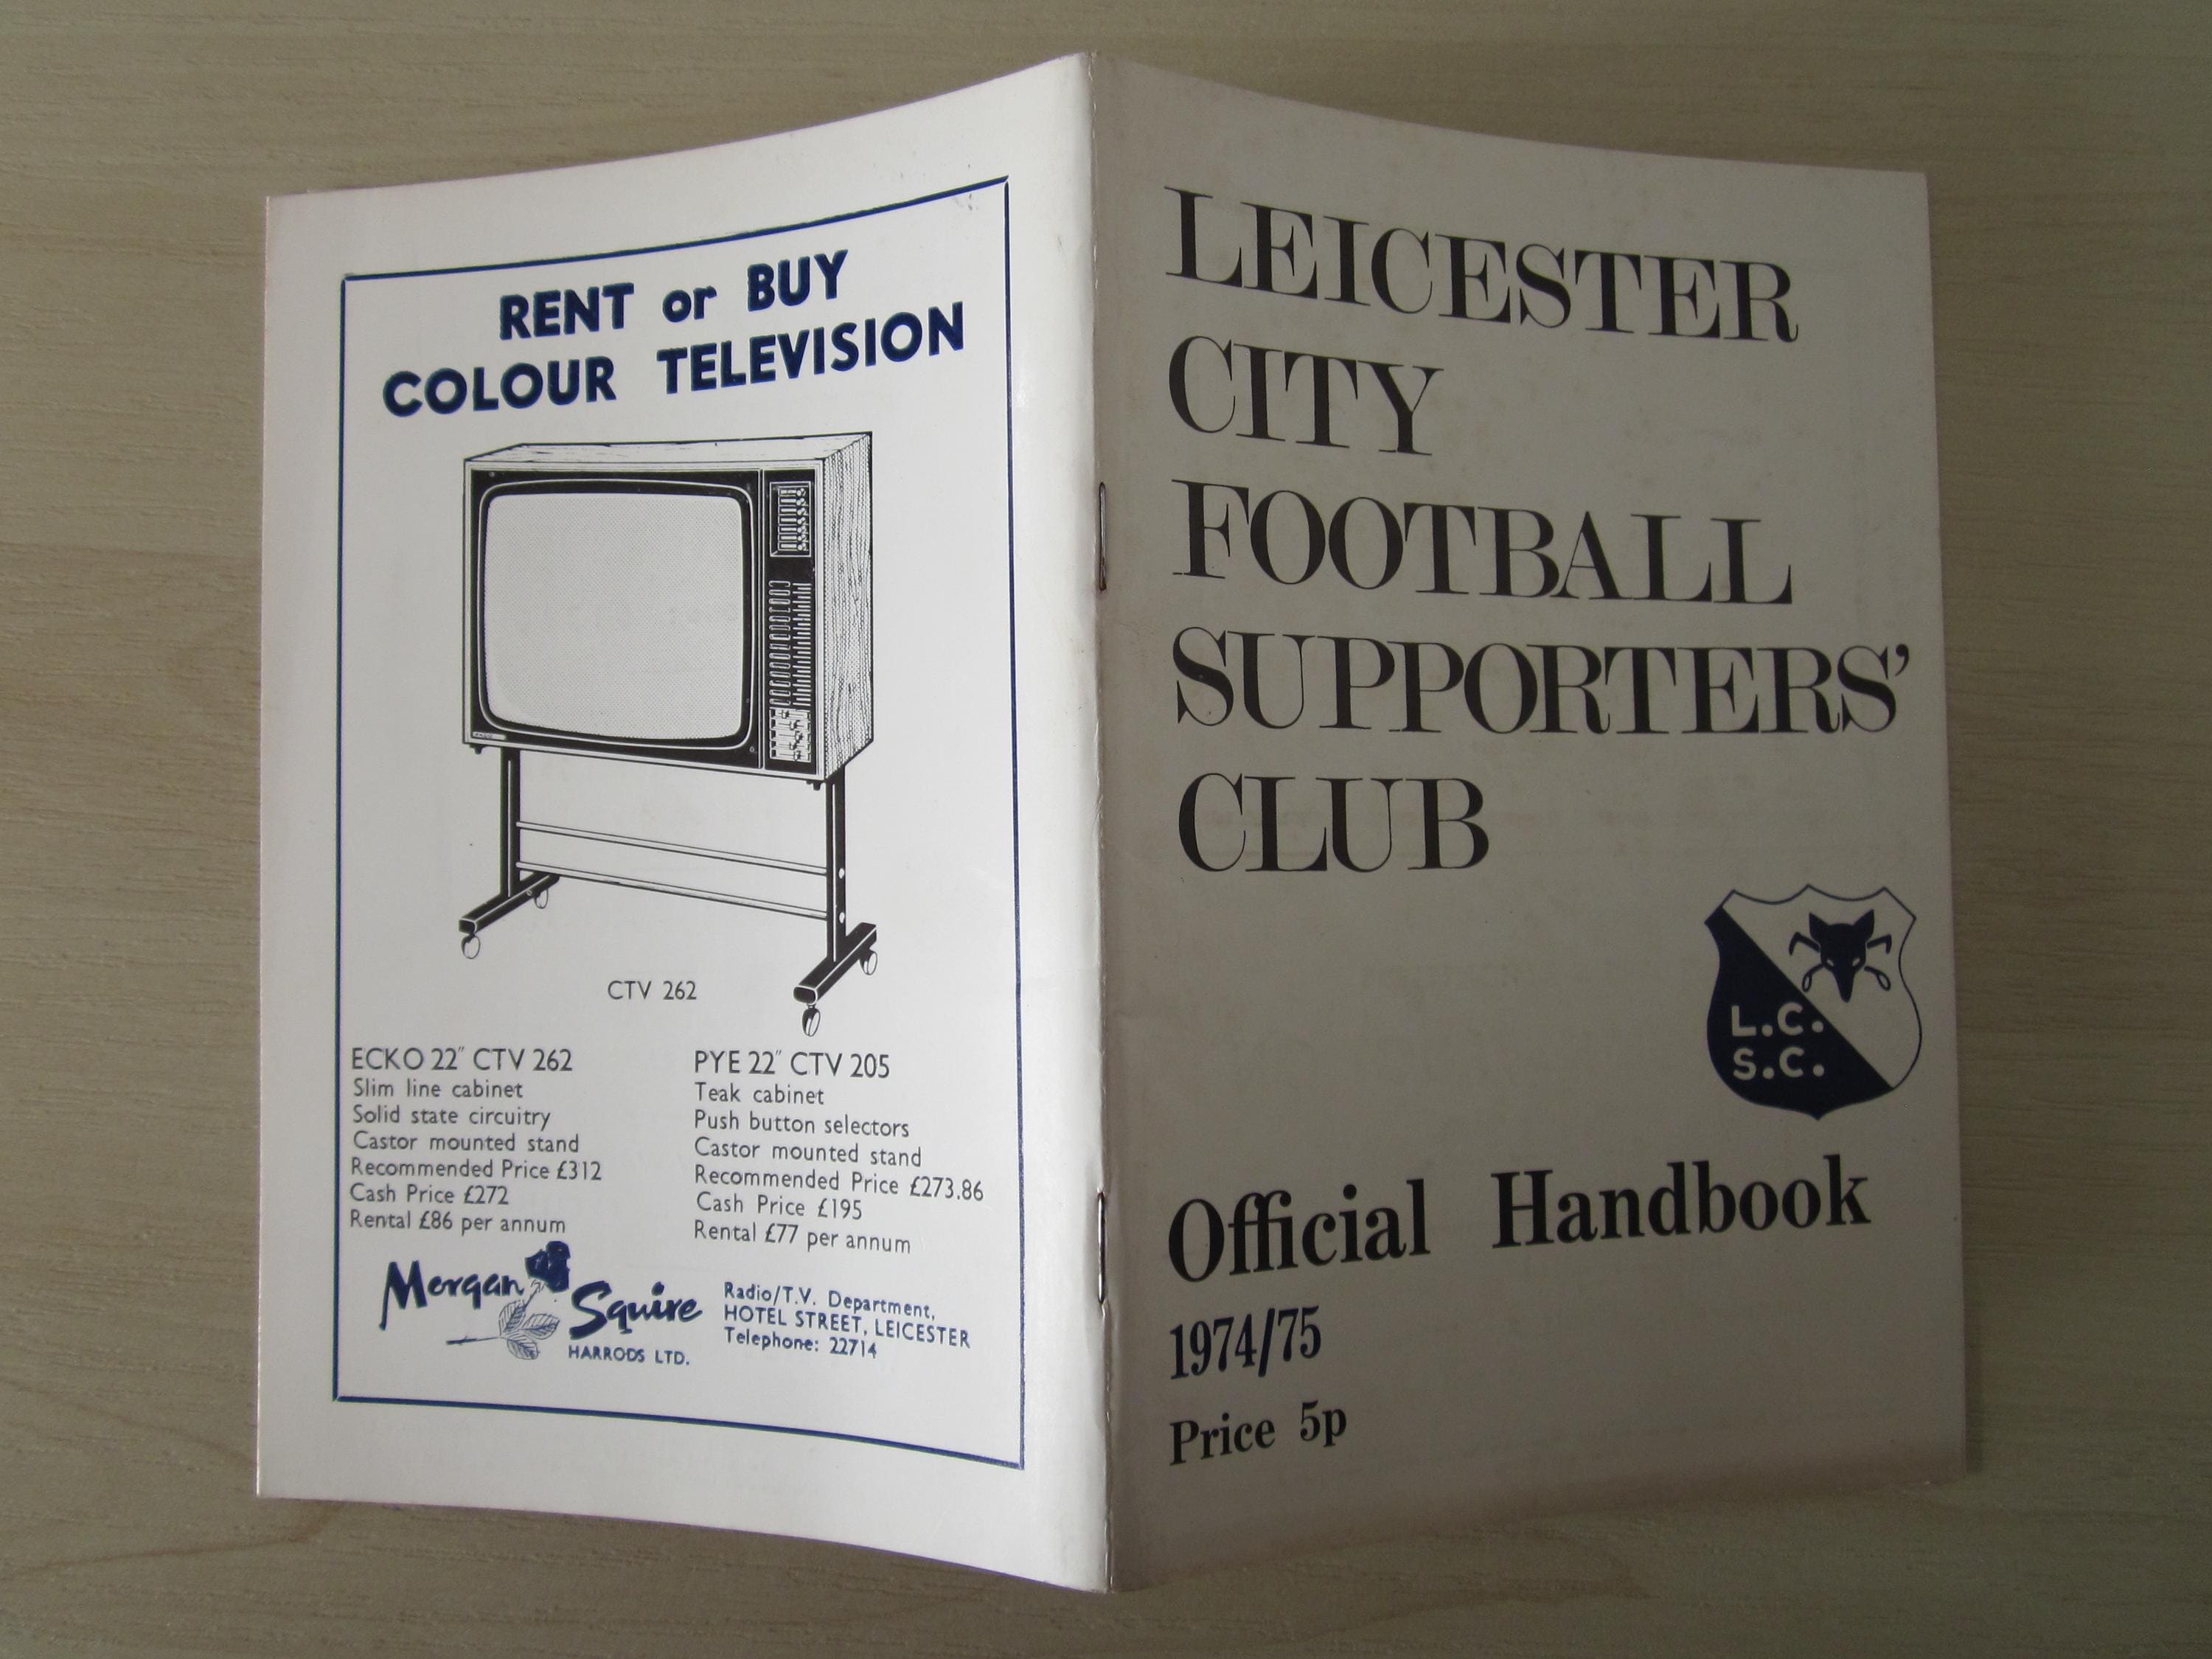 RENT or BUY
COLOUR TELEVISION
CTV 262
ECKO 22" CTV 262
Slim line cabinet
Solid state circuitry
Castor mounted stand
Recommended Price £312
Cash Price £272
Rental £86 per annum
PYE 22" CTV 205
Teak cabinet
Push button selectors
Castor mounted stand
Recommended Price £273.86
Cash Price £195
Rental £77 per annum
Morgan Squire
HARRODS LTD.
Radio/T.V. Department,
HOTEL STREET, LEICESTER
Telephone: 22714
LEICESTER
CITY
FOOTBALL
SUPPORTERS'
CLUB
L.C.
S.C.
Official Handbook
1974/75
Price 5p